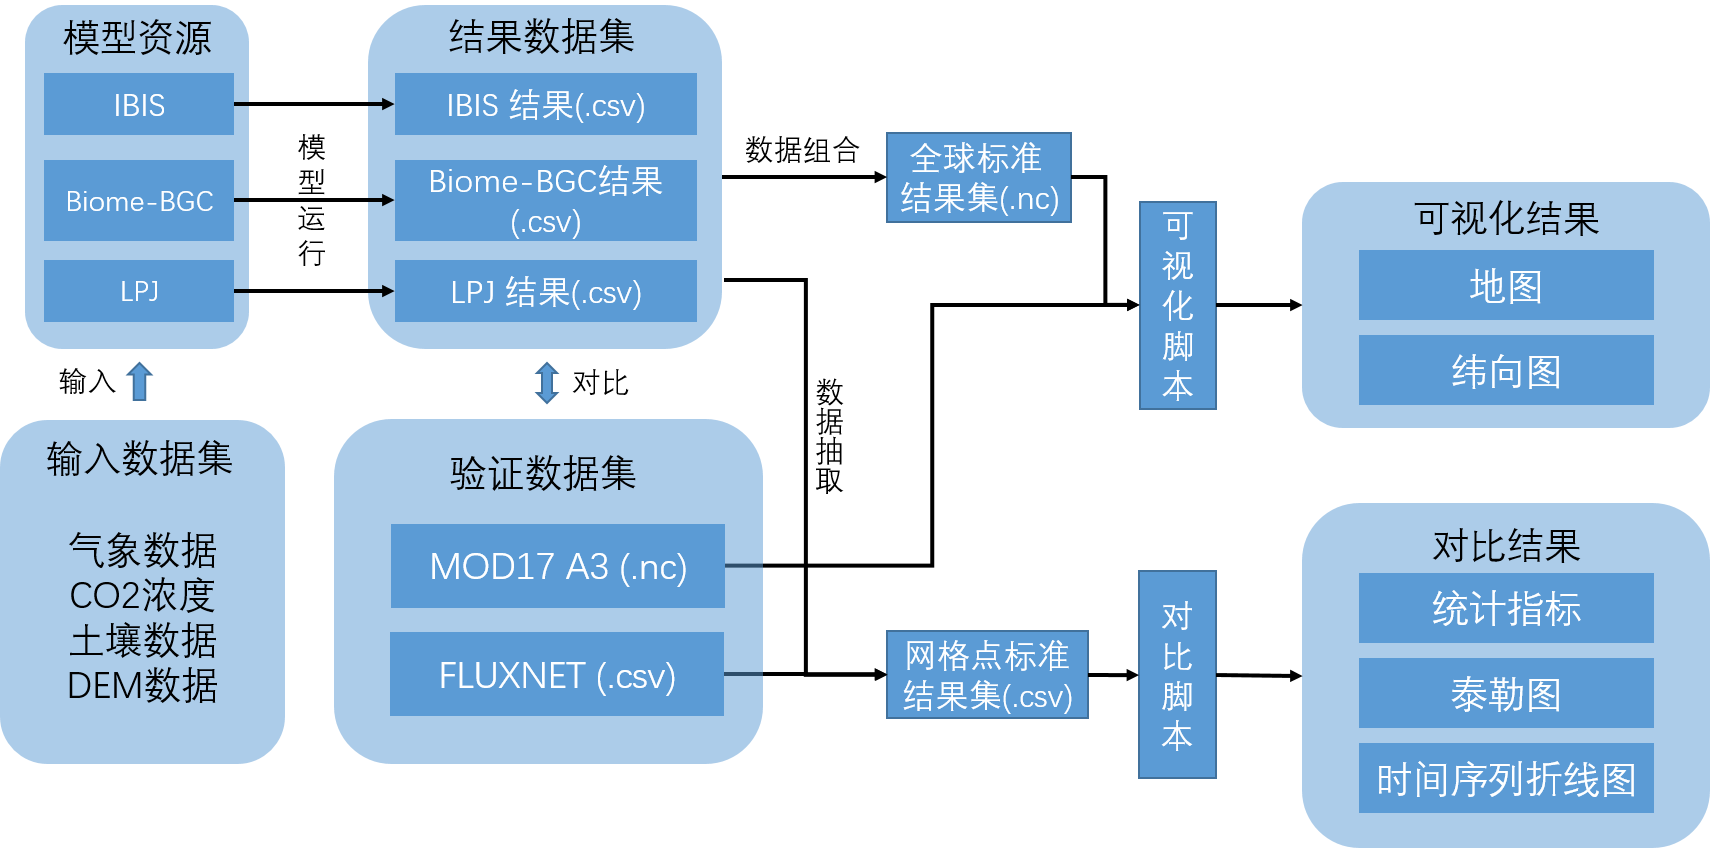 模型资源
IBIS
Biome-BGC
LPJ
模
型
运
行
结果数据集
IBIS 结果(.csv)
Biome-BGC结果
(.csv)
LPJ 结果(.csv)
输入
对比
输入数据集
气象数据
CO2浓度
土壤数据
DEM数据
验证数据集
MOD17 A3 (.nc)
FLUXNET (.csv)
数据组合
数
据
抽
取
全球标准
结果集(.nc)
网格点标准
结果集(.csv)
可
视
化
脚
本
对
比
脚
本
可视化结果
地图
纬向图
对比结果
统计指标
泰勒图
时间序列折线图